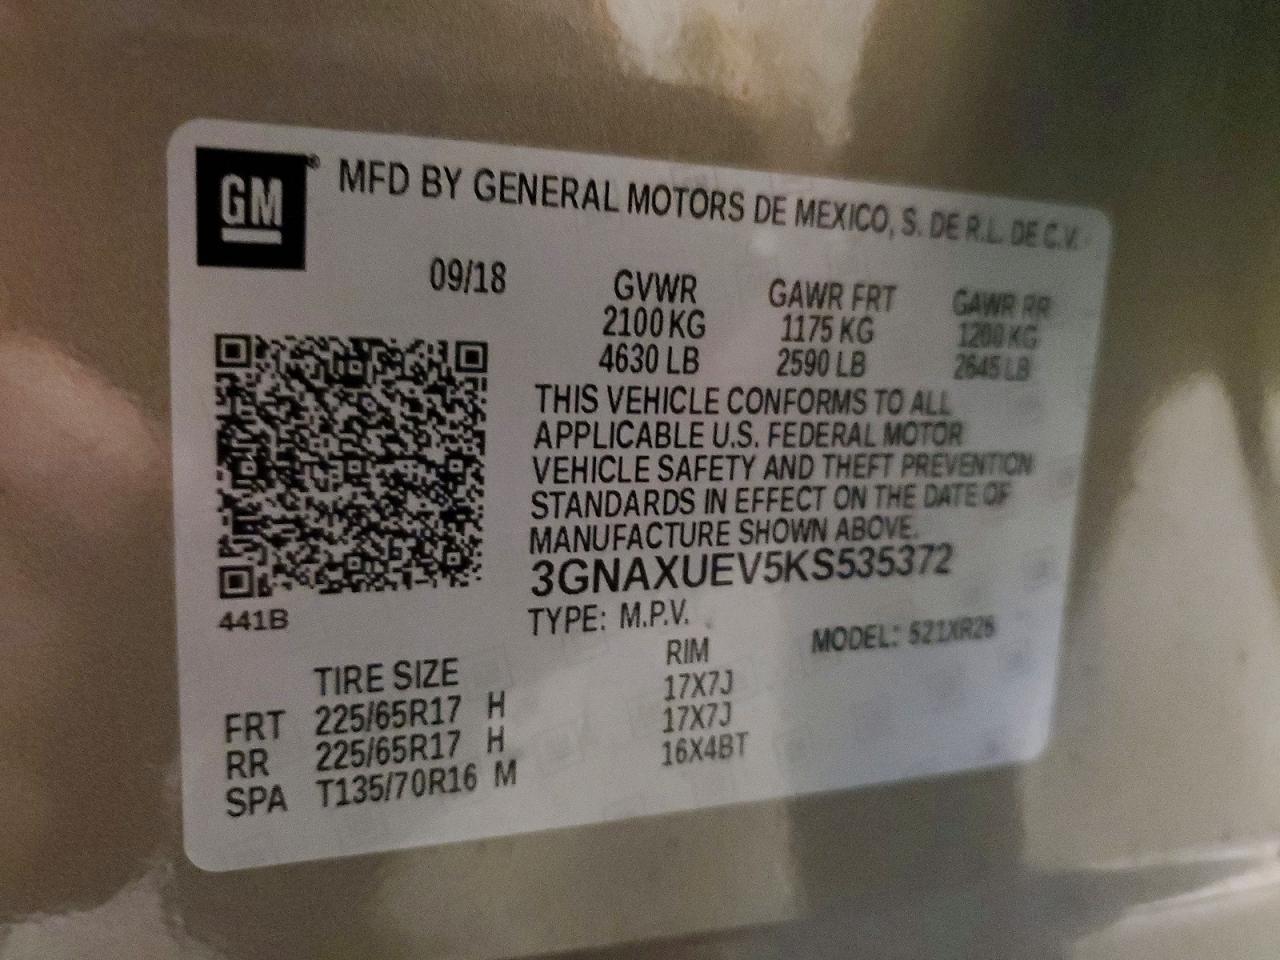 GM® MFD BY GENERAL MOTORS DE MEXICO, S. DE R.L. DE C.V.
09/18 GVWR GAWR FRT GAWR RR
2100 KG 1175 KG 1200 KG
4630 LB 2590 LB 2645 LB
THIS VEHICLE CONFORMS TO ALL
APPLICABLE U.S. FEDERAL MOTOR
VEHICLE SAFETY AND THEFT PREVENTION
STANDARDS IN EFFECT ON THE DATE OF
MANUFACTURE SHOWN ABOVE.
3GNAXUEV5KS535372
441B
TYPE: M.P.V. MODEL: 521XR26
TIRE SIZE RIM
FRT 225/65R17 H 17X7J
RR 225/65R17 H 17X7J
SPA T135/70R16 M 16X4BT